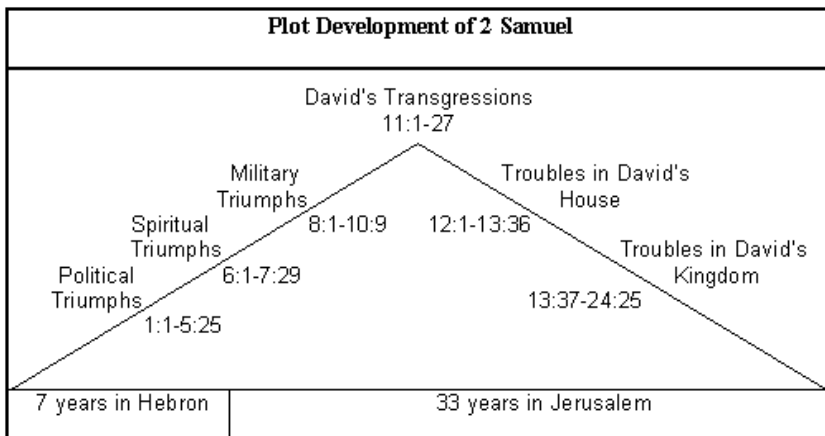 Plot Development of 2 Samuel
David's Transgressions
11:1-27
Military
Triumphs
8:1-10:9
Spiritual
Triumphs
6:1-7:29
Political
Triumphs
1:1-5:25
Troubles in David's
House
12:1-13:36
Troubles in David's
Kingdom
13:37-24:25
7 years in Hebron
33 years in Jerusalem